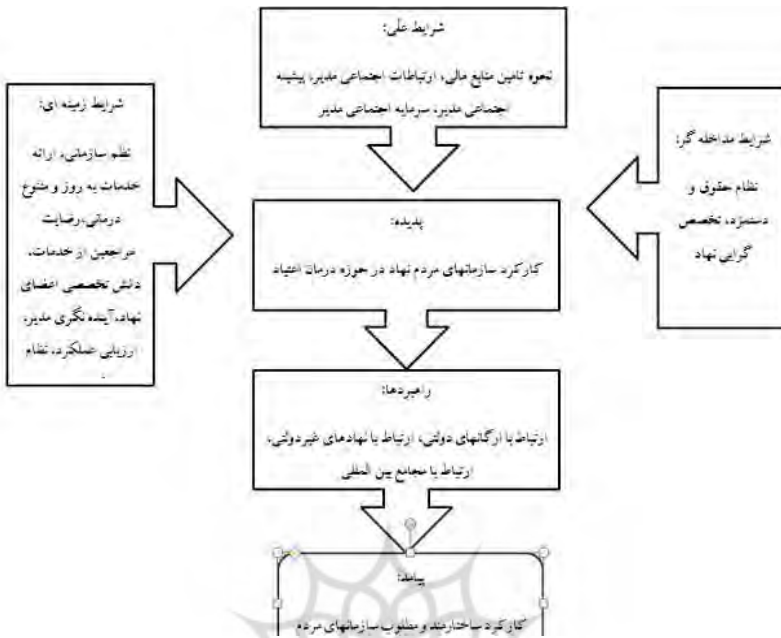 شرایط علّی:
نحوه تامین منابع مالی، ارتباطات اجتماعی مدیر، پیشینه
اجتماعی مدیر، سرمایه اجتماعی مدیر
شرایط مداخله گر:
نظام حقوق و
دستمزد، تخصص
گرایی نهاد
شرایط زمینه ای:
نظم سازمانی، ارائه
خدمات به روز و متنوع
درمانی، رضایت
مراجعین از خدمات،
دانش تخصصی اعضای
نهاد، آینده نگری مدیر،
ارزیابی عملکرد، نظام
پدیده:
کارکرد سازمانهای مردم نهاد در حوزه درمان اعتیاد
راهبردها:
ارتباط با ارگانهای دولتی، ارتباط با نهادهای غیردولتی،
ارتباط با مجامع بین المللی
پیامد:
کارکرد ساختارمند و مطلوب سازمانهای مردم